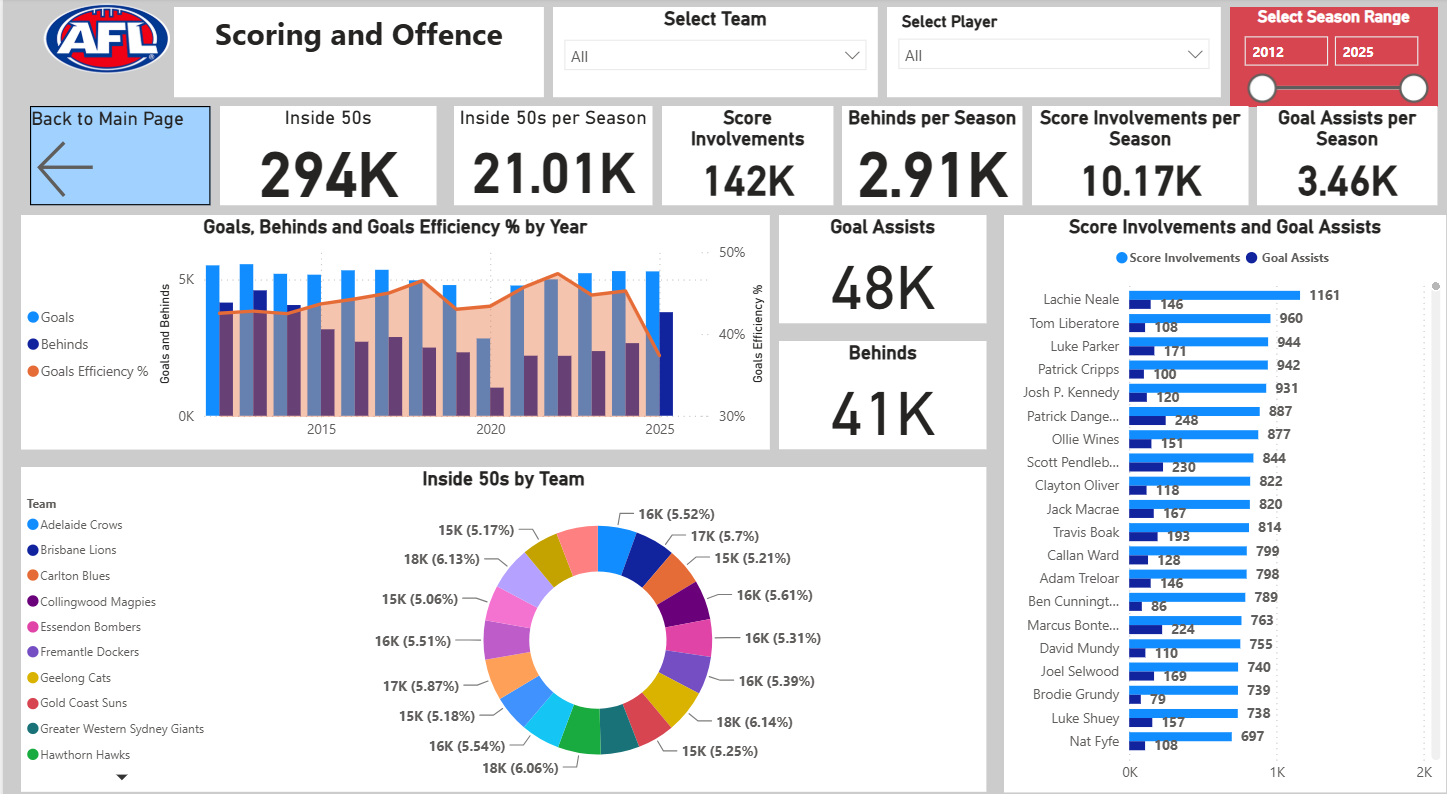 AFL
Scoring and Offence
Select Team
All
Select Player
All
Select Season Range
2012
2025
Back to Main Page
Inside 50s
294K
Inside 50s per Season
21.01K
Score
Involvements
142K
Behinds per Season
2.91K
Score Involvements per
Season
10.17K
Goal Assists per
Season
3.46K
Goals, Behinds and Goals Efficiency % by Year
Goals
Behinds
Goals Efficiency %
Goals and Behinds
5K
0K
50%
40%
30%
Goals Efficiency %
2015
2020
2025
Goal Assists
48K
Behinds
41K
Score Involvements and Goal Assists
Score Involvements
Goal Assists
Lachie Neale
1161
146
Tom Liberatore
960
108
Luke Parker
944
171
Patrick Cripps
942
100
Josh P. Kennedy
931
120
Patrick Dange...
887
248
Ollie Wines
877
151
Scott Pendleb...
844
230
Clayton Oliver
822
118
Jack Macrae
820
167
Travis Boak
814
193
Callan Ward
799
128
Adam Treloar
798
146
Ben Cunningt...
789
86
Marcus Bonte...
763
224
David Mundy
755
110
Joel Selwood
740
169
Brodie Grundy
739
79
Luke Shuey
738
157
Nat Fyfe
697
108
0K
1K
2K
Inside 50s by Team
Team
Adelaide Crows
Brisbane Lions
Carlton Blues
Collingwood Magpies
Essendon Bombers
Fremantle Dockers
Geelong Cats
Gold Coast Suns
Greater Western Sydney Giants
Hawthorn Hawks
16K (5.52%)
17K (5.7%)
15K (5.21%)
16K (5.61%)
16K (5.31%)
16K (5.39%)
18K (6.14%)
15K (5.25%)
18K (6.06%)
16K (5.54%)
15K (5.18%)
17K (5.87%)
16K (5.51%)
15K (5.06%)
18K (6.13%)
15K (5.17%)